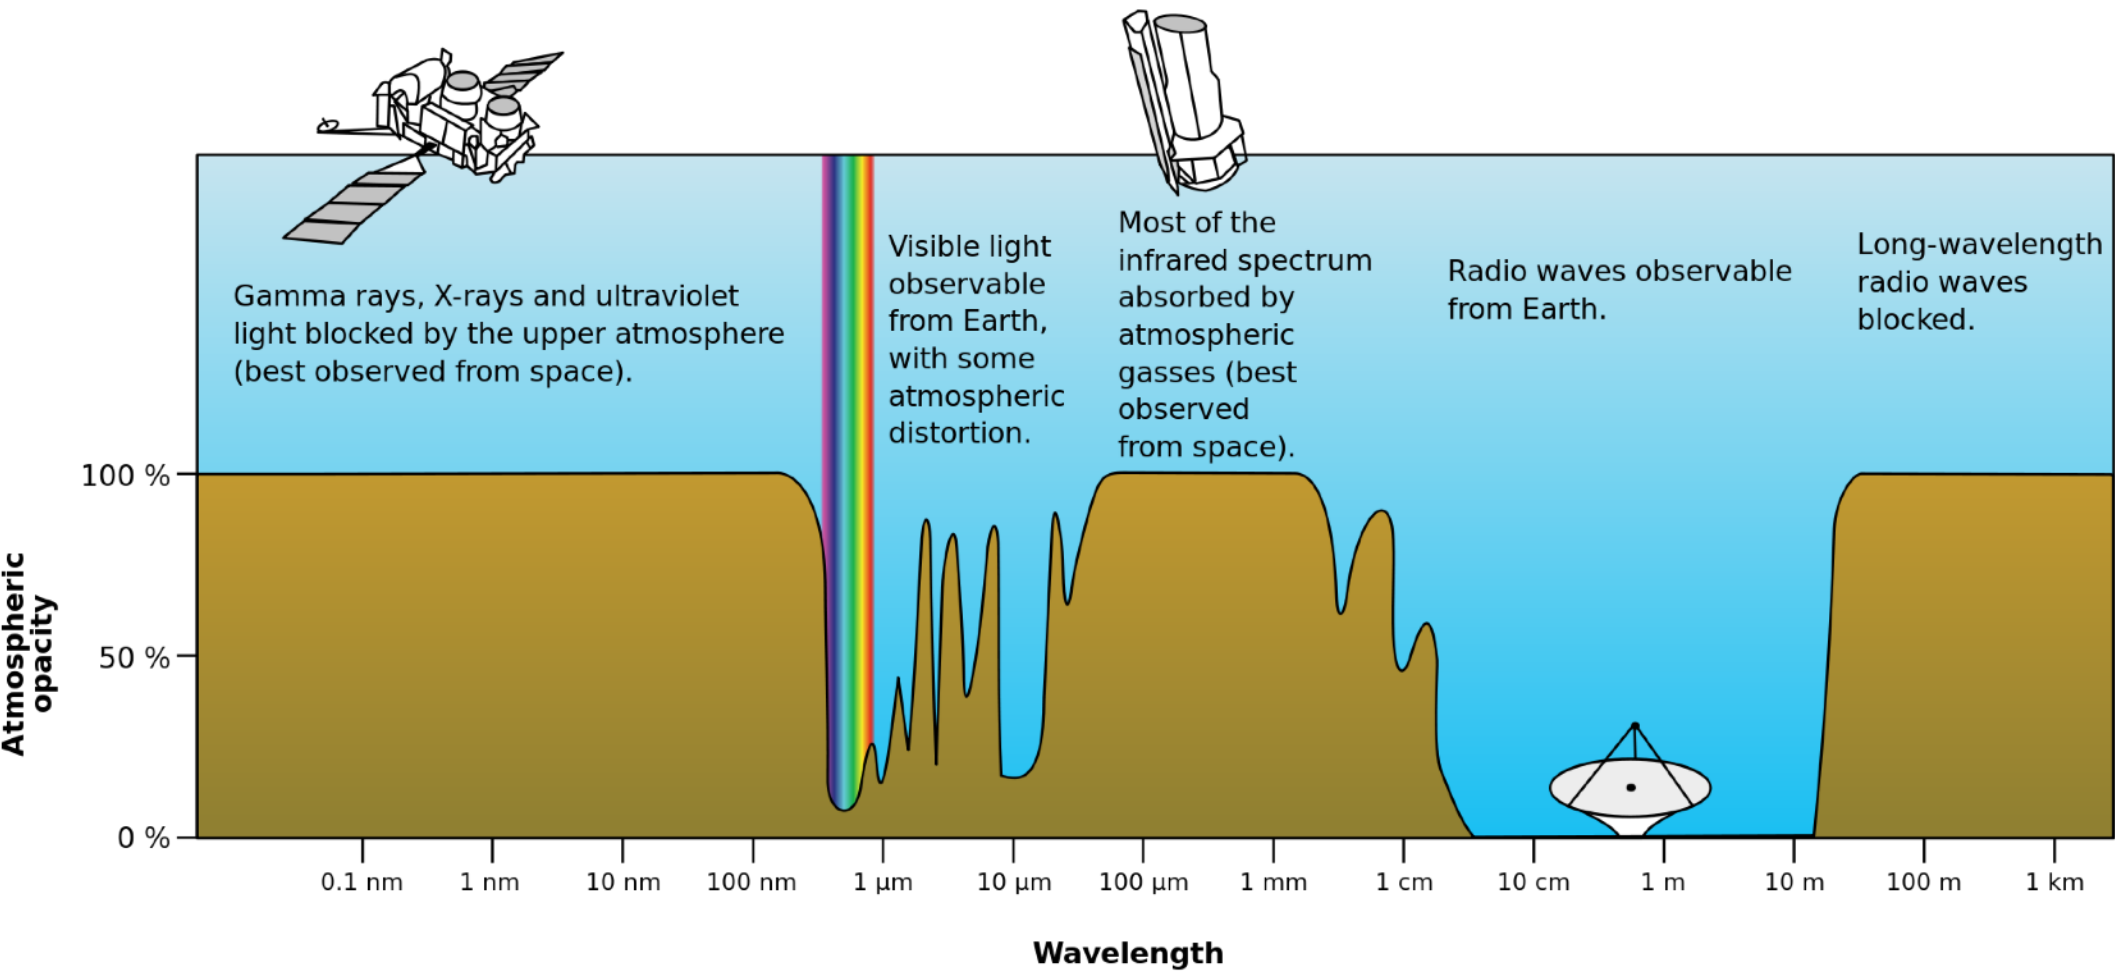 Gamma rays, X-rays and ultraviolet
light blocked by the upper atmosphere
(best observed from space).
Visible light
observable
from Earth,
with some
atmospheric
distortion.
Most of the
infrared spectrum
absorbed by
atmospheric
gasses (best
observed
from space).
Radio waves observable
from Earth.
Long-wavelength
radio waves
blocked.
Atmospheric
opacity
100 %
50 %
0 %
0.1 nm
1 nm
10 nm
100 nm
1 μm
10 μm
100 μm
1 mm
1 cm
10 cm
1 m
10 m
100 m
1 km
Wavelength